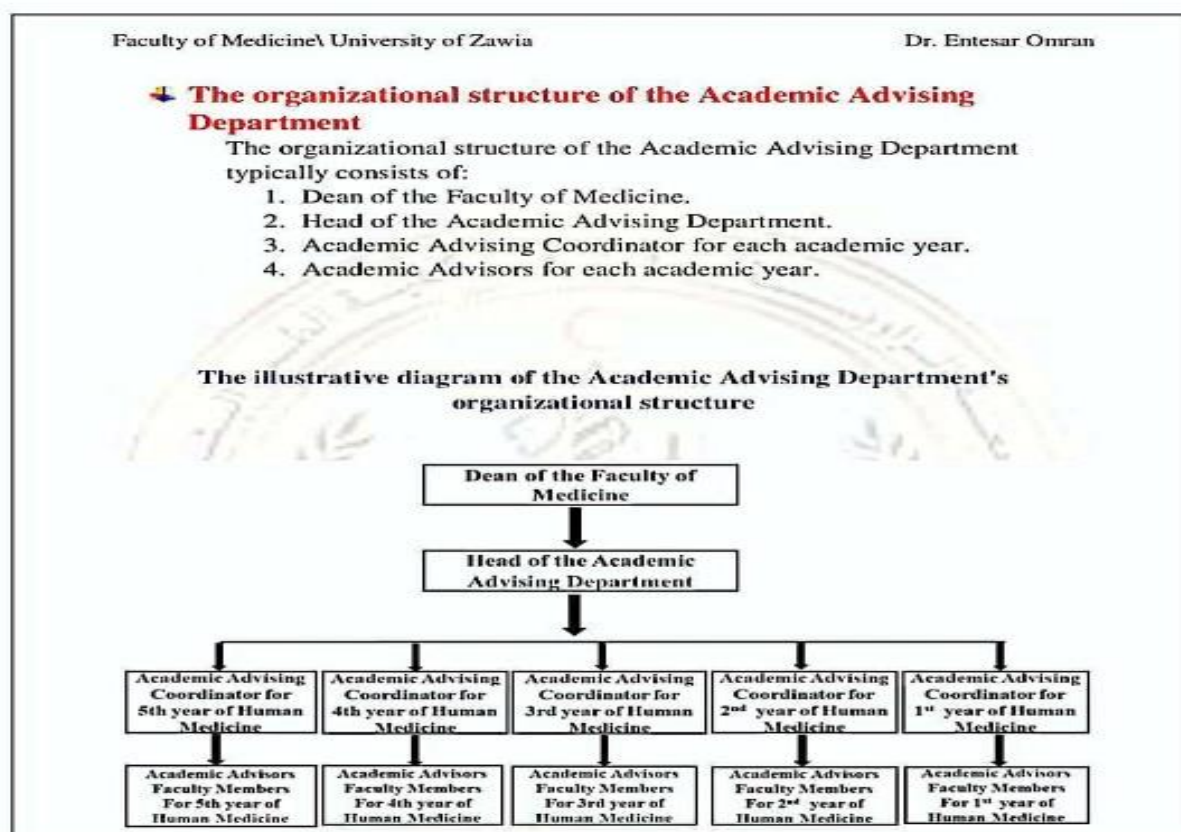 Faculty of Medicine\ University of Zawia
Dr. Entesar Omran
The organizational structure of the Academic Advising
Department
The organizational structure of the Academic Advising Department
typically consists of:
1. Dean of the Faculty of Medicine.
2. Head of the Academic Advising Department.
3. Academic Advising Coordinator for each academic year.
4. Academic Advisors for each academic year.
The illustrative diagram of the Academic Advising Department's
organizational structure
Dean of the Faculty of
Medicine
Head of the Academic
Advising Department
Academic Advising
Coordinator for
5th year of Human
Medicine
Academic Advising
Coordinator for
4th year of Human
Medicine
Academic Advising
Coordinator for
3rd year of Human
Medicine
Academic Advising
Coordinator for
2nd year of Human
Medicine
Academic Advising
Coordinator for
1st year of Human
Medicine
Academic Advisors
Faculty Members
For 5th year of
Human Medicine
Academic Advisors
Faculty Members
For 4th year of
Human Medicine
Academic Advisors
Faculty Members
For 3rd year of
Human Medicine
Academic Advisors
Faculty Members
For 2nd year of
Human Medicine
Academic Advisors
Faculty Members
For 1st year of
Human Medicine